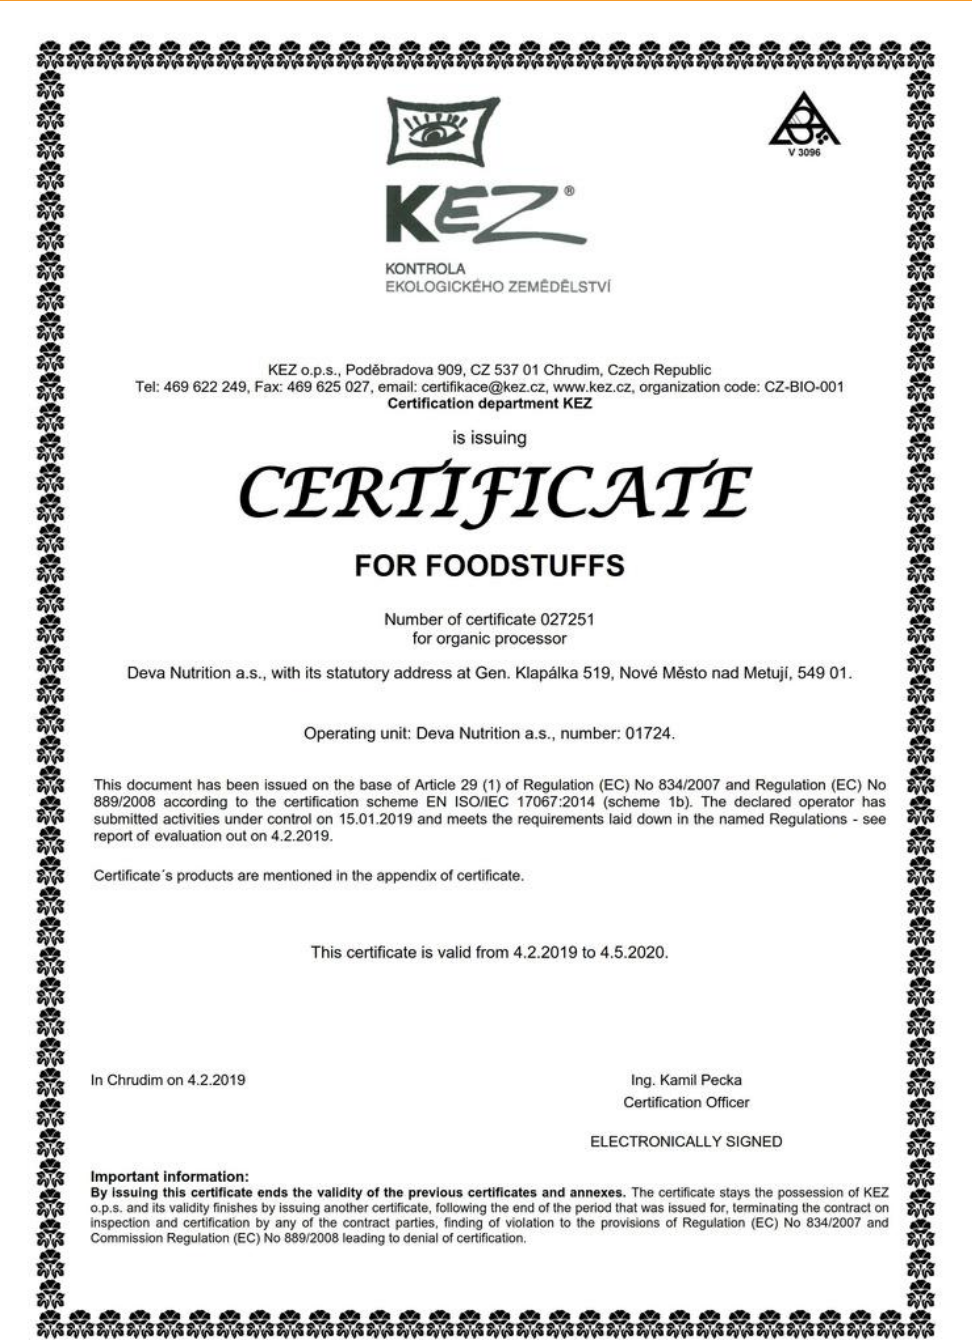 V 3096
KEZ®
KONTROLA
EKOLOGICKÉHO ZEMĚDĚLSTVÍ
KEZ o.p.s., Poděbradova 909, CZ 537 01 Chrudim, Czech Republic
Tel: 469 622 249, Fax: 469 625 027, email: certifikace@kez.cz, www.kez.cz, organization code: CZ-BIO-001
Certification department KEZ
is issuing
CERTIFICATE
FOR FOODSTUFFS
Number of certificate 027251
for organic processor
Deva Nutrition a.s., with its statutory address at Gen. Klapálka 519, Nové Město nad Metují, 549 01.
Operating unit: Deva Nutrition a.s., number: 01724.
This document has been issued on the base of Article 29 (1) of Regulation (EC) No 834/2007 and Regulation (EC) No
889/2008 according to the certification scheme EN ISO/IEC 17067:2014 (scheme 1b). The declared operator has
submitted activities under control on 15.01.2019 and meets the requirements laid down in the named Regulations - see
report of evaluation out on 4.2.2019.
Certificate´s products are mentioned in the appendix of certificate.
This certificate is valid from 4.2.2019 to 4.5.2020.
In Chrudim on 4.2.2019
Ing. Kamil Pecka
Certification Officer
ELECTRONICALLY SIGNED
Important information:
By issuing this certificate ends the validity of the previous certificates and annexes. The certificate stays the possession of KEZ
o.p.s. and its validity finishes by issuing another certificate, following the end of the period that was issued for, terminating the contract on
inspection and certification by any of the contract parties, finding of violation to the provisions of Regulation (EC) No 834/2007 and
Commission Regulation (EC) No 889/2008 leading to denial of certification.